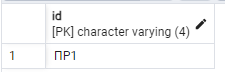 id
[PK] character varying (4)
1 ПР1